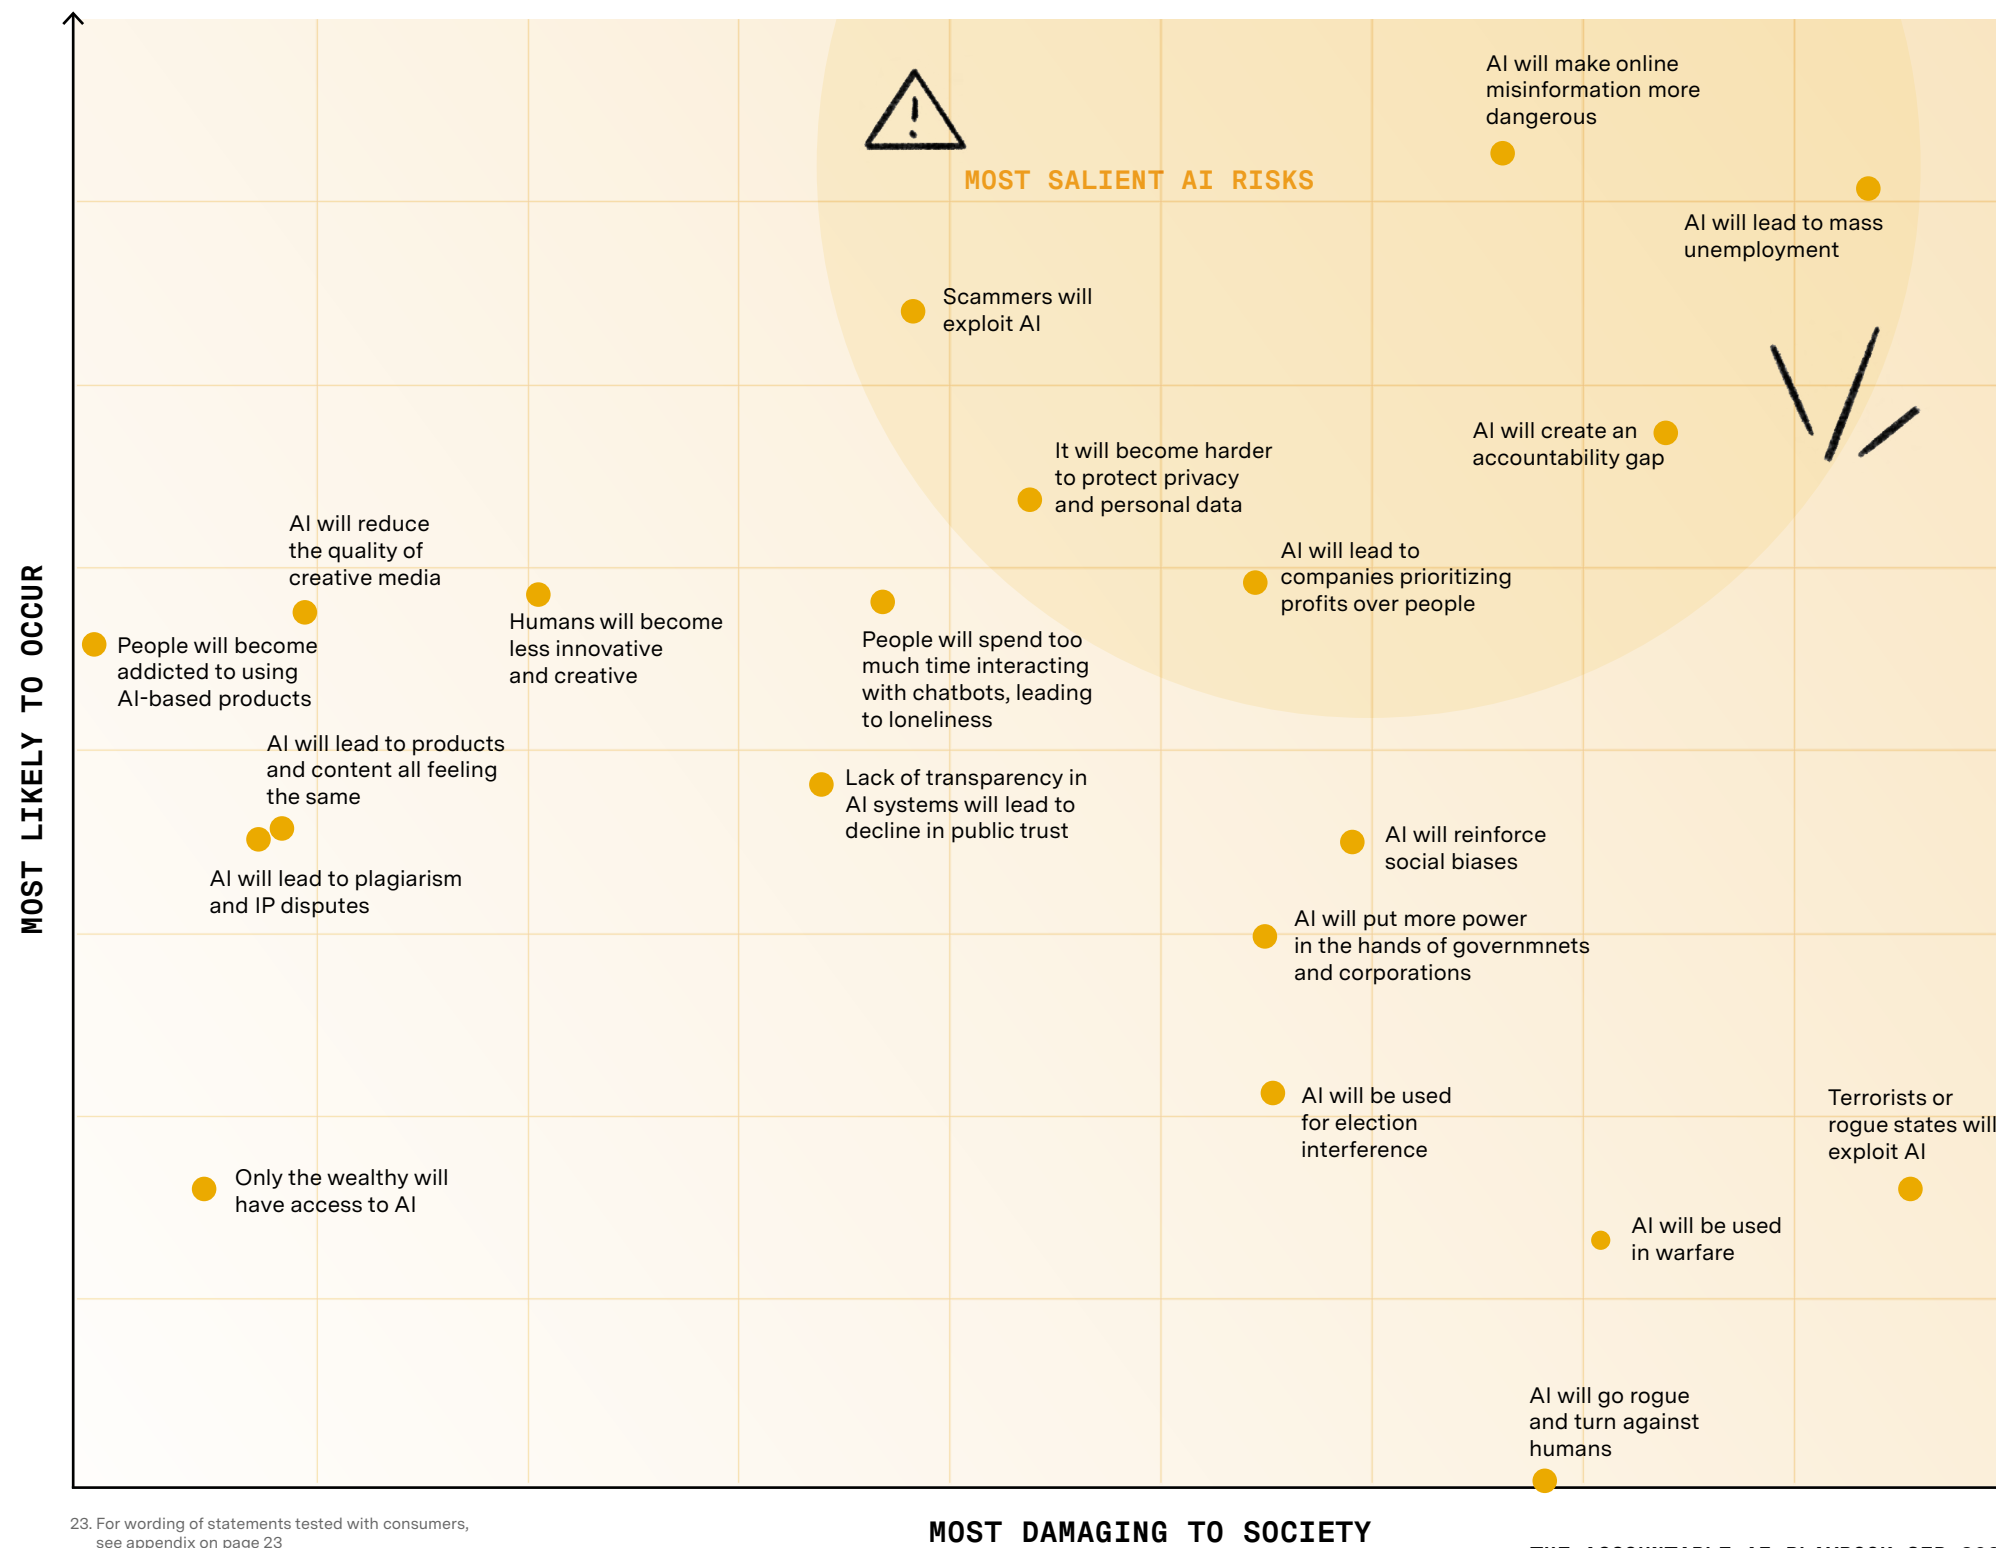 AI will make online
misinformation more
dangerous
MOST SALIENT AI RISKS
AI will lead to mass
unemployment
Scammers will
exploit AI
AI will create an
accountability gap
It will become harder
to protect privacy
and personal data
AI will reduce
the quality of
creative media
AI will lead to
companies prioritizing
profits over people
Humans will become
less innovative
and creative
People will become
addicted to using
AI-based products
People will spend too
much time interacting
with chatbots, leading
to loneliness
AI will lead to products
and content all feeling
the same
Lack of transparency in
AI systems will lead to
decline in public trust
AI will reinforce
social biases
AI will lead to plagiarism
and IP disputes
AI will put more power
in the hands of governmnets
and corporations
AI will be used
for election
interference
Terrorists or
rogue states will
exploit AI
Only the wealthy will
have access to AI
AI will be used
in warfare
AI will go rogue
and turn against
humans
MOST LIKELY TO OCCUR
MOST DAMAGING TO SOCIETY
23. For wording of statements tested with consumers,
see appendix on page 23